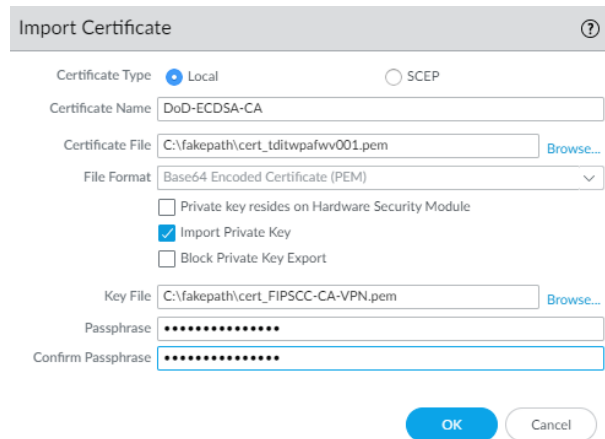 Import Certificate
Certificate Type Local SCEP
Certificate Name DoD-ECDSA-CA
Certificate File C:\fakepath\cert_tditwpafwv001.pem Browse...
File Format Base64 Encoded Certificate (PEM)
Private key resides on Hardware Security Module
Import Private Key
Block Private Key Export
Key File C:\fakepath\cert_FIPSCC-CA-VPN.pem Browse...
Passphrase •••••••••••••••
Confirm Passphrase •••••••••••••••
OK Cancel